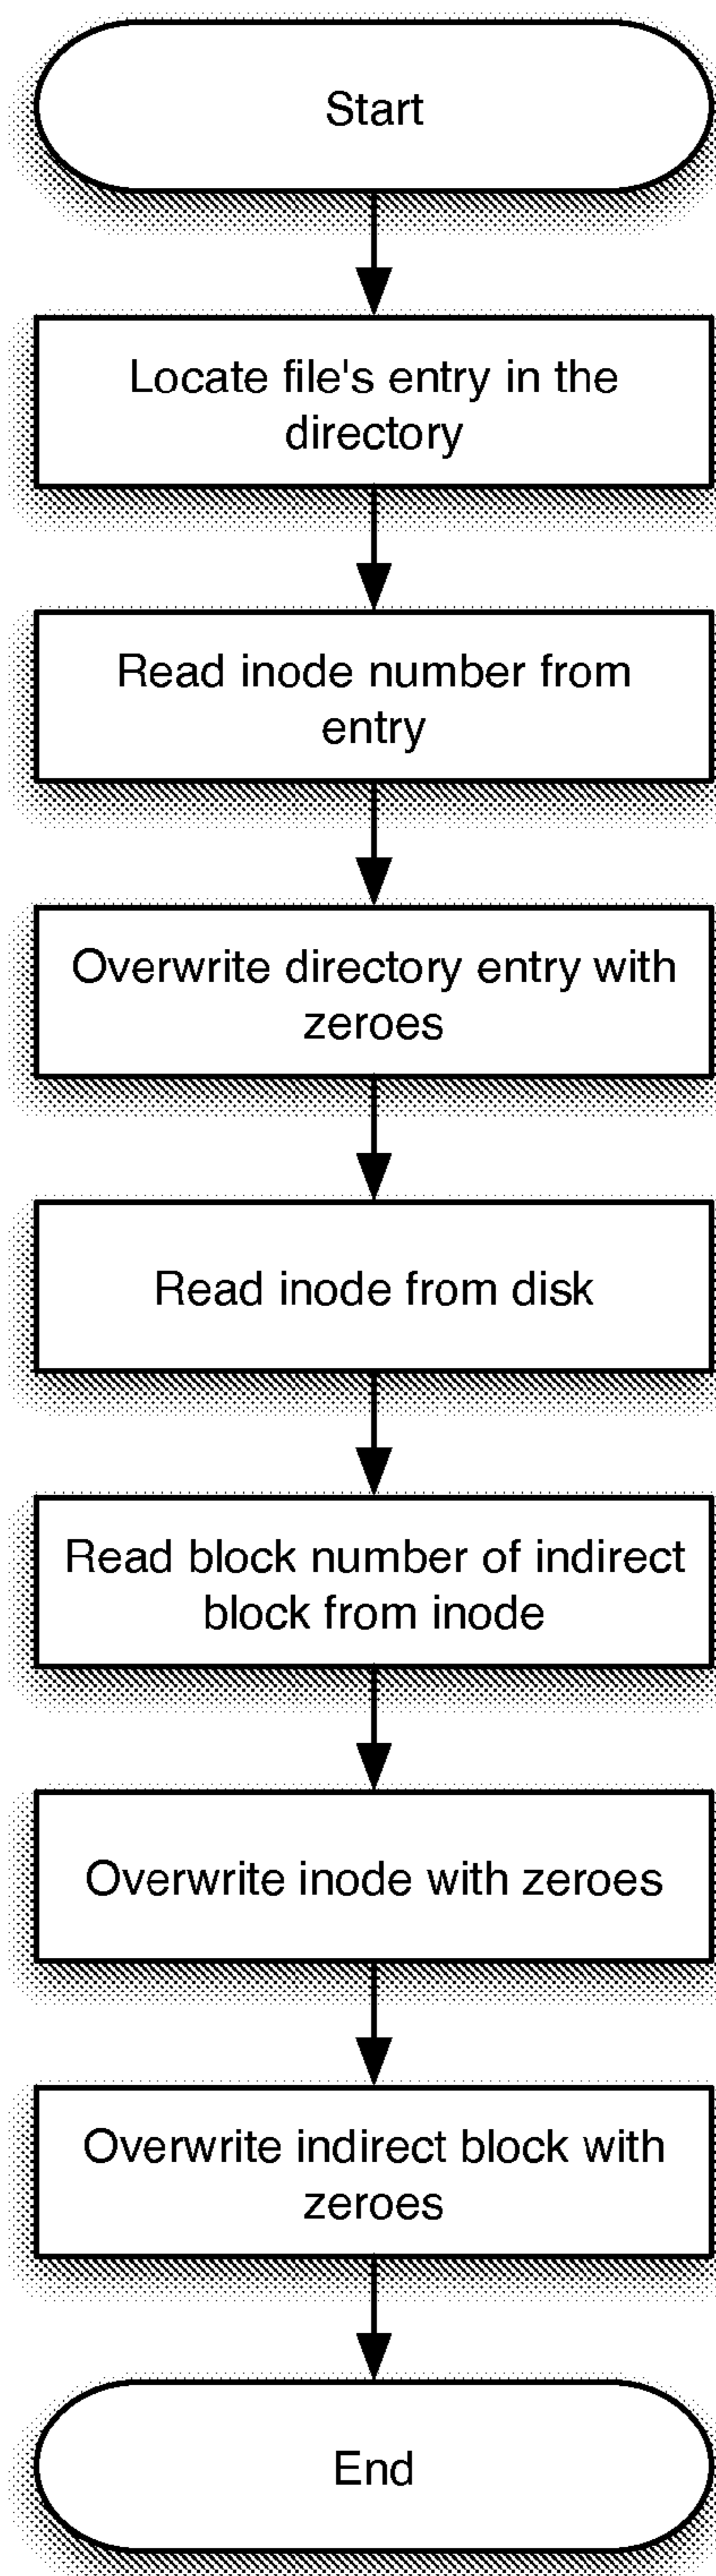 Start
Locate file's entry in the
directory
Read inode number from
entry
Overwrite directory entry with
zeroes
Read inode from disk
Read block number of indirect
block from inode
Overwrite inode with zeroes
Overwrite indirect block with
zeroes
End